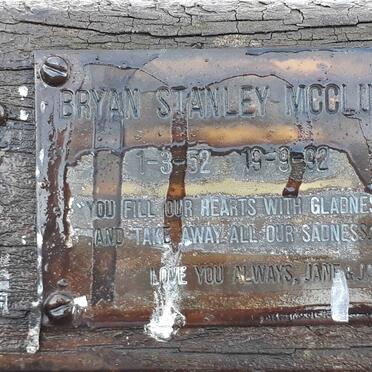 BRYAN STANLEY MCCLU
1-3-52 19-9-92
"YOU FILL OUR HEARTS WITH GLADNES
AND TAKE AWAY ALL OUR SADNESS
LOVE YOU ALWAYS, JANE, JA